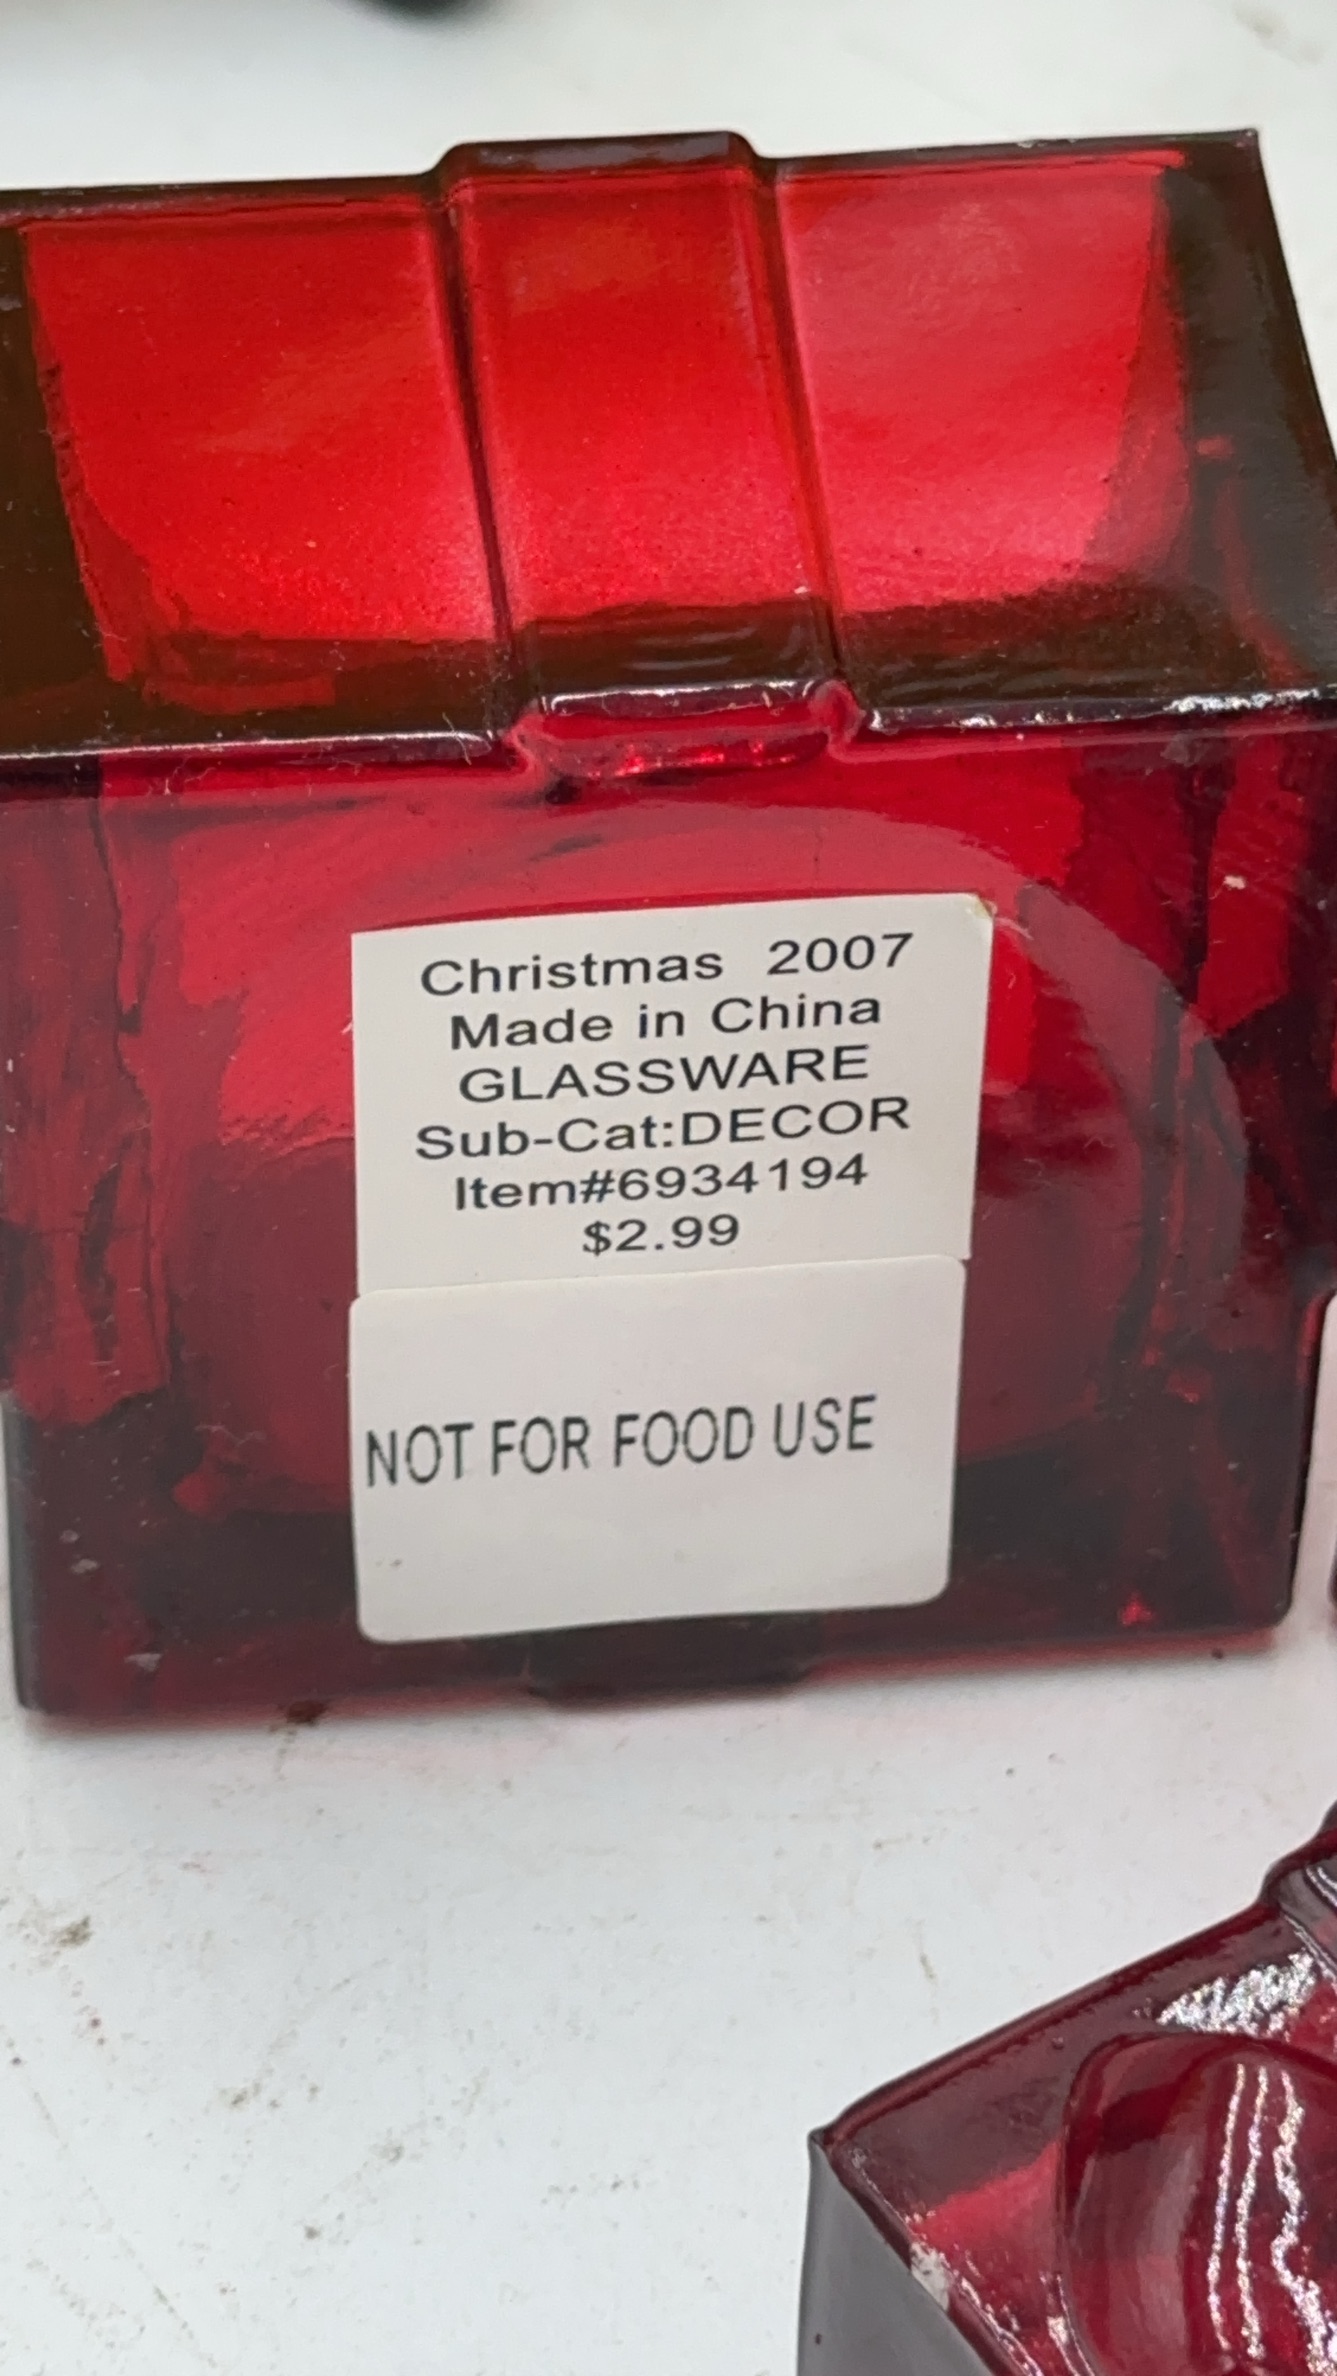 Christmas 2007
Made in China
GLASSWARE
Sub-Cat:DECOR
Item#6934194
$2.99
NOT FOR FOOD USE